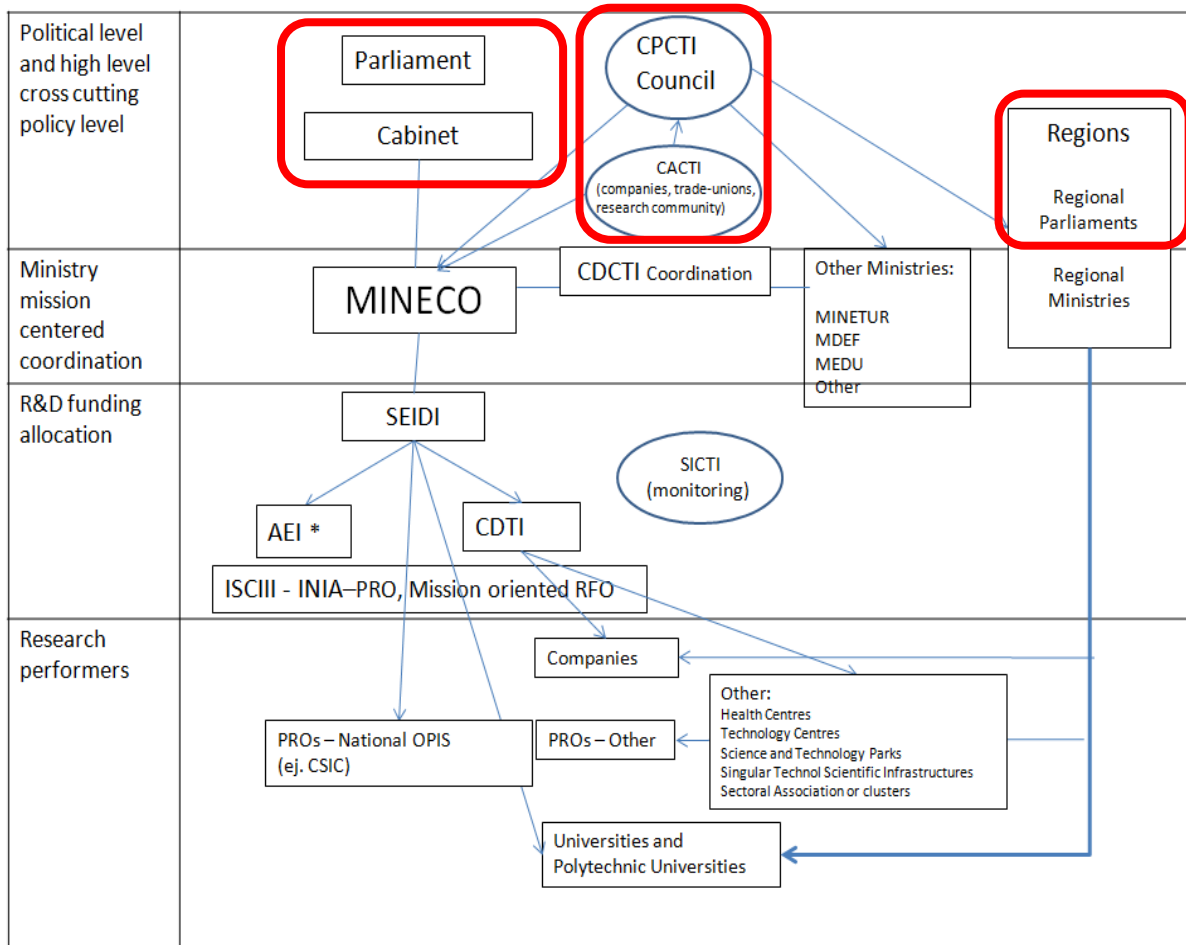 Political level
and high level
cross cutting
policy level
Parliament
Cabinet
CPCTI
Council
CACTI
(companies, trade-unions,
research community)
Regions
Regional
Parliaments
Regional
Ministries
Ministry
mission
centered
coordination
MINECO
CDCTI Coordination
Other Ministries:
MINETUR
MDEF
MEDU
Other
R&D funding
allocation
SEIDI
SICTI
(monitoring)
AEI *
CDTI
ISCIII - INIA–PRO, Mission oriented RFO
Research
performers
Companies
PROs – National OPIS
(ej. CSIC)
PROs – Other
Other:
Health Centres
Technology Centres
Science and Technology Parks
Singular Technol Scientific Infrastructures
Sectoral Association or clusters
Universities and
Polytechnic Universities